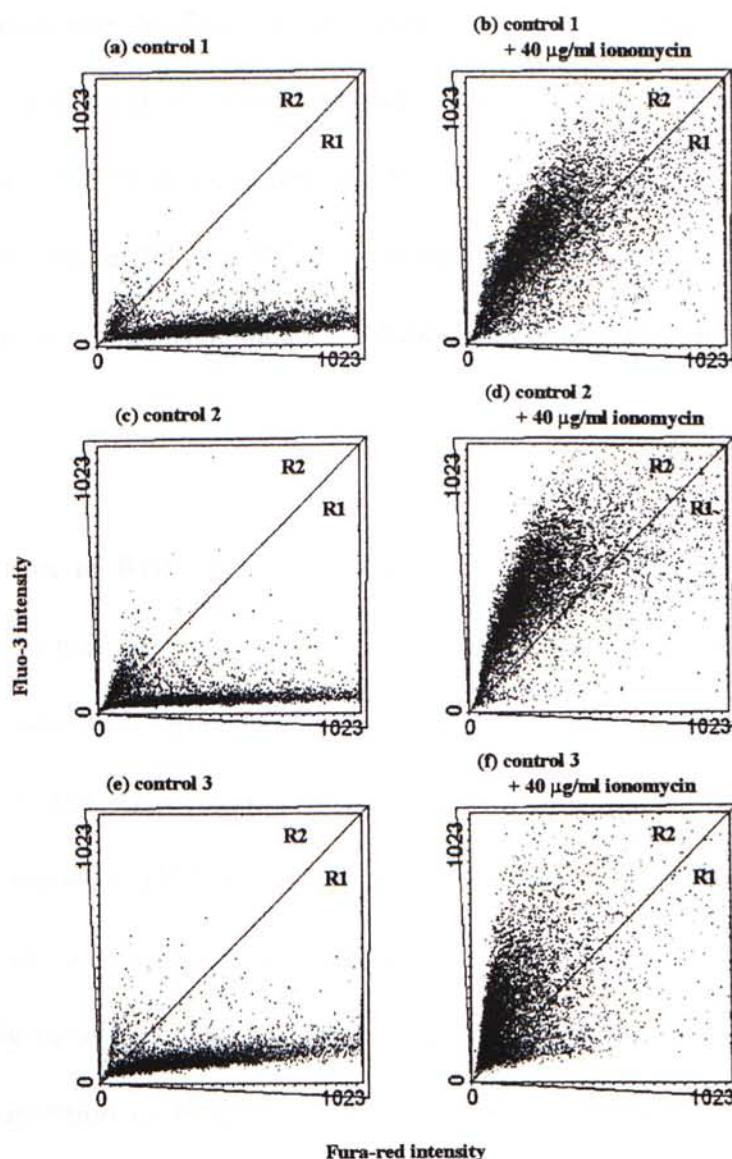 (a) control 1
(b) control 1
+ 40 µg/ml ionomycin
1023
R2
R1
0
0
1023
1023
R2
R1
0
0
1023
(c) control 2
(d) control 2
+ 40 µg/ml ionomycin
1023
R2
R1
0
0
1023
1023
R2
R1
0
0
1023
(e) control 3
(f) control 3
+ 40 µg/ml ionomycin
1023
R2
R1
0
0
1023
1023
R2
R1
0
0
1023
Fluo-3 intensity
Fura-red intensity